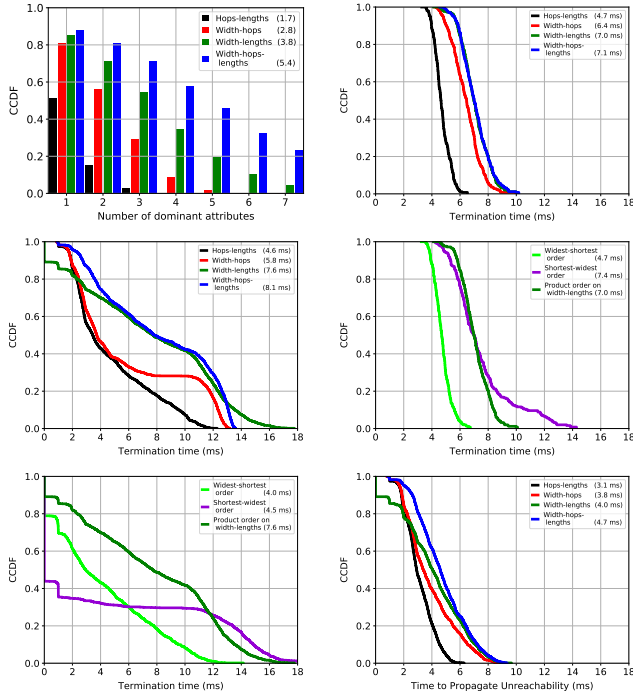 1.0
0.8
0.6
0.4
0.2
0.0
CCDF
1 2 3 4 5 6 7
Number of dominant attributes
Hops-lengths (1.7)
Width-hops (2.8)
Width-lengths (3.8)
Width-hops-
lengths (5.4)
1.0
0.8
0.6
0.4
0.2
0.0
CCDF
0 2 4 6 8 10 12 14 16 18
Termination time (ms)
Hops-lengths (4.7 ms)
Width-hops (6.4 ms)
Width-lengths (7.0 ms)
Width-hops-
lengths (7.1 ms)
1.0
0.8
0.6
0.4
0.2
0.0
CCDF
0 2 4 6 8 10 12 14 16 18
Termination time (ms)
Hops-lengths (4.6 ms)
Width-hops (5.8 ms)
Width-lengths (7.6 ms)
Width-hops-
lengths (8.1 ms)
1.0
0.8
0.6
0.4
0.2
0.0
CCDF
0 2 4 6 8 10 12 14 16 18
Termination time (ms)
Widest-shortest
order (4.7 ms)
Shortest-widest
order (7.4 ms)
Product order on
width-lengths (7.0 ms)
1.0
0.8
0.6
0.4
0.2
0.0
CCDF
0 2 4 6 8 10 12 14 16 18
Termination time (ms)
Widest-shortest
order (4.0 ms)
Shortest-widest
order (4.5 ms)
Product order on
width-lengths (7.6 ms)
1.0
0.8
0.6
0.4
0.2
0.0
CCDF
0 2 4 6 8 10 12 14 16 18
Time to Propagate Unreachability (ms)
Hops-lengths (3.1 ms)
Width-hops (3.8 ms)
Width-lengths (4.0 ms)
Width-hops-
lengths (4.7 ms)